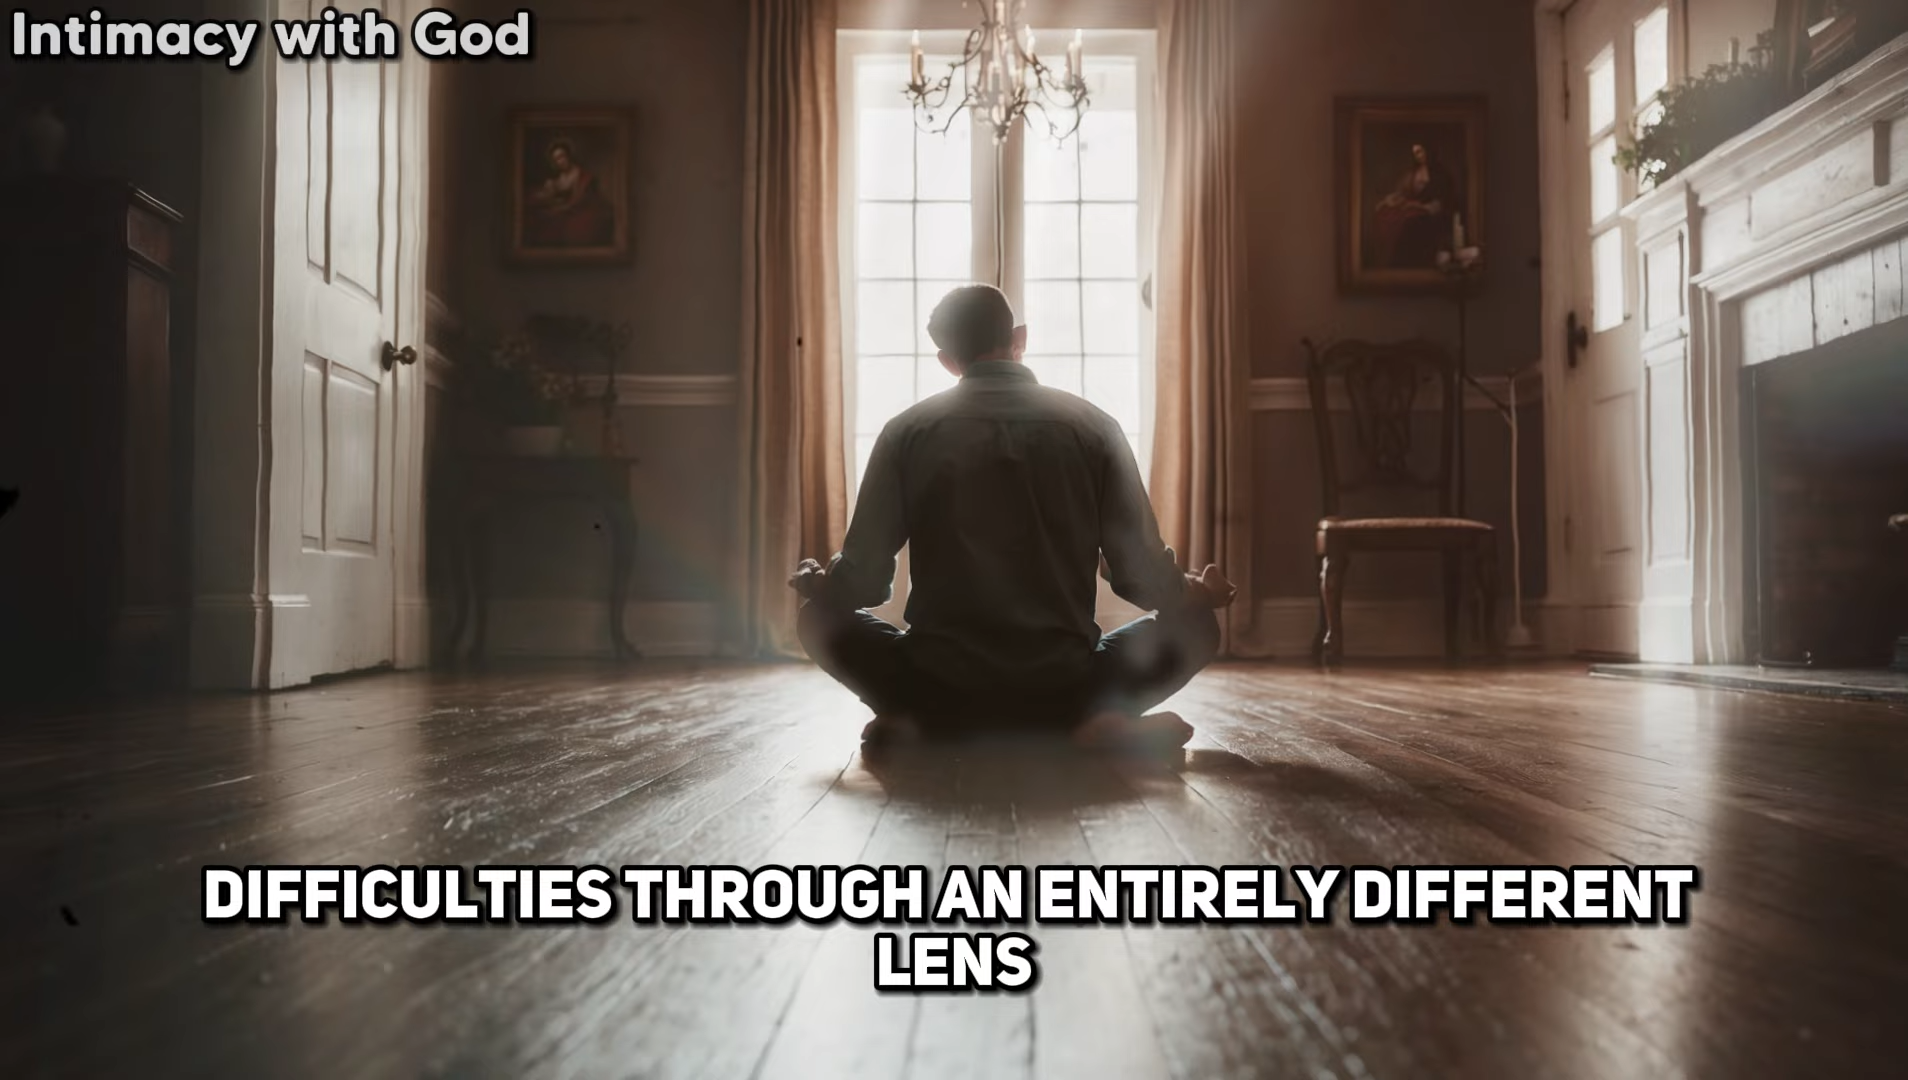 Intimacy with God
DIFFICULTIES THROUGH AN ENTIRELY DIFFERENT
LENS